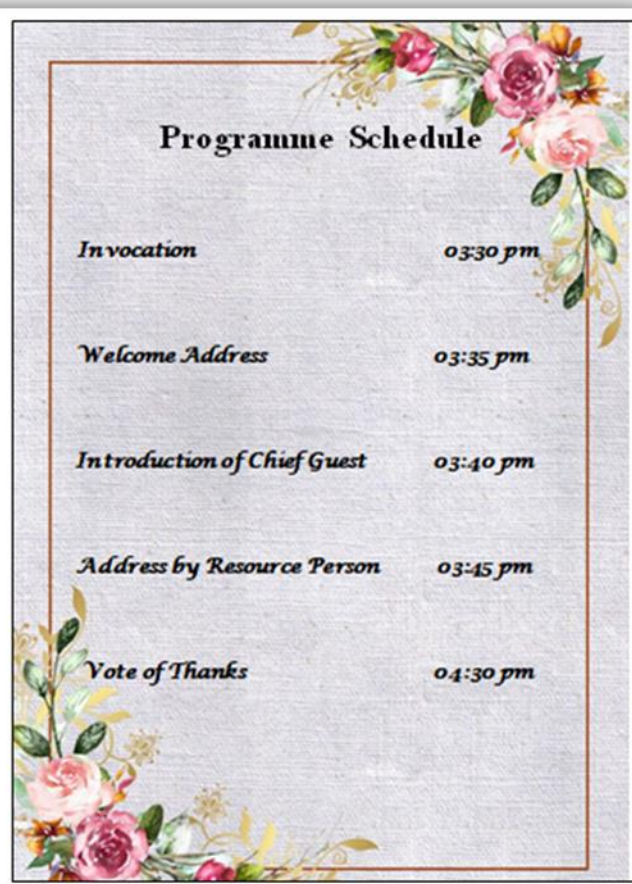 Programme Schedule
Invocation 03:30 pm
Welcome Address 03:35 pm
Introduction of Chief Guest 03:40 pm
Address by Resource Person 03:45 pm
Vote of Thanks 04:30 pm